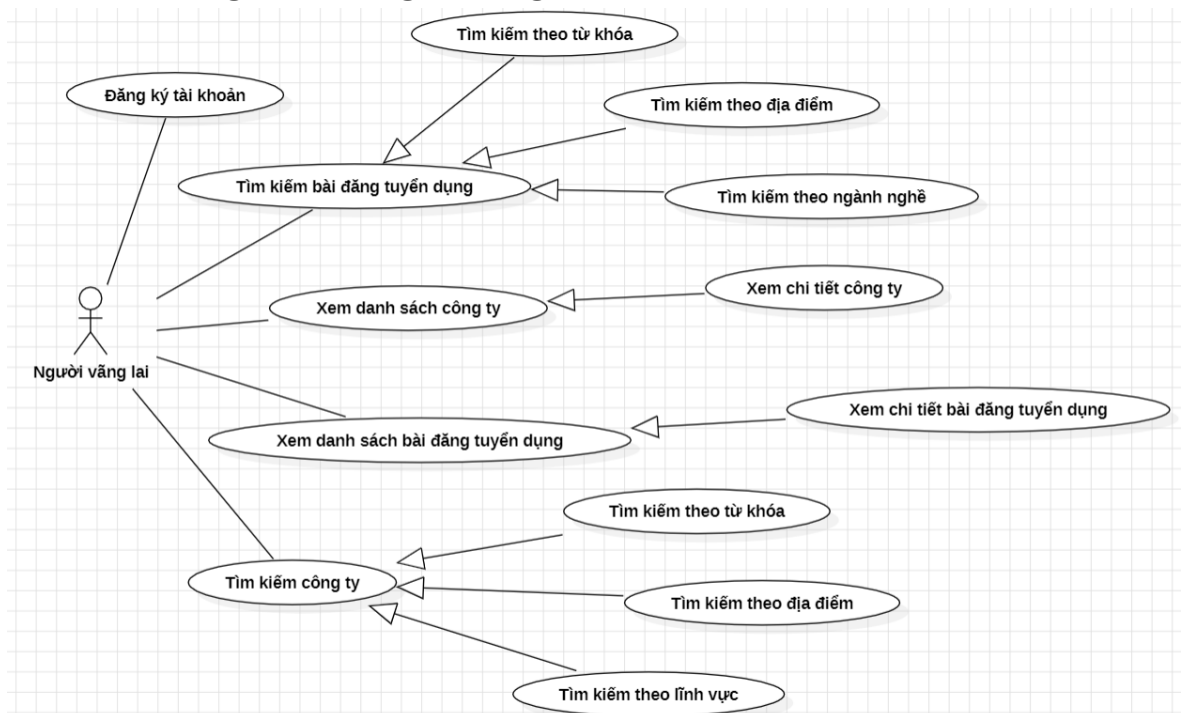 Tìm kiếm theo từ khóa
Đăng ký tài khoản
Tìm kiếm theo địa điểm
Tìm kiếm bài đăng tuyển dụng
Tìm kiếm theo ngành nghề
Xem danh sách công ty
Xem chi tiết công ty
Người vãng lai
Xem danh sách bài đăng tuyển dụng
Xem chi tiết bài đăng tuyển dụng
Tìm kiếm theo từ khóa
Tìm kiếm công ty
Tìm kiếm theo địa điểm
Tìm kiếm theo lĩnh vực